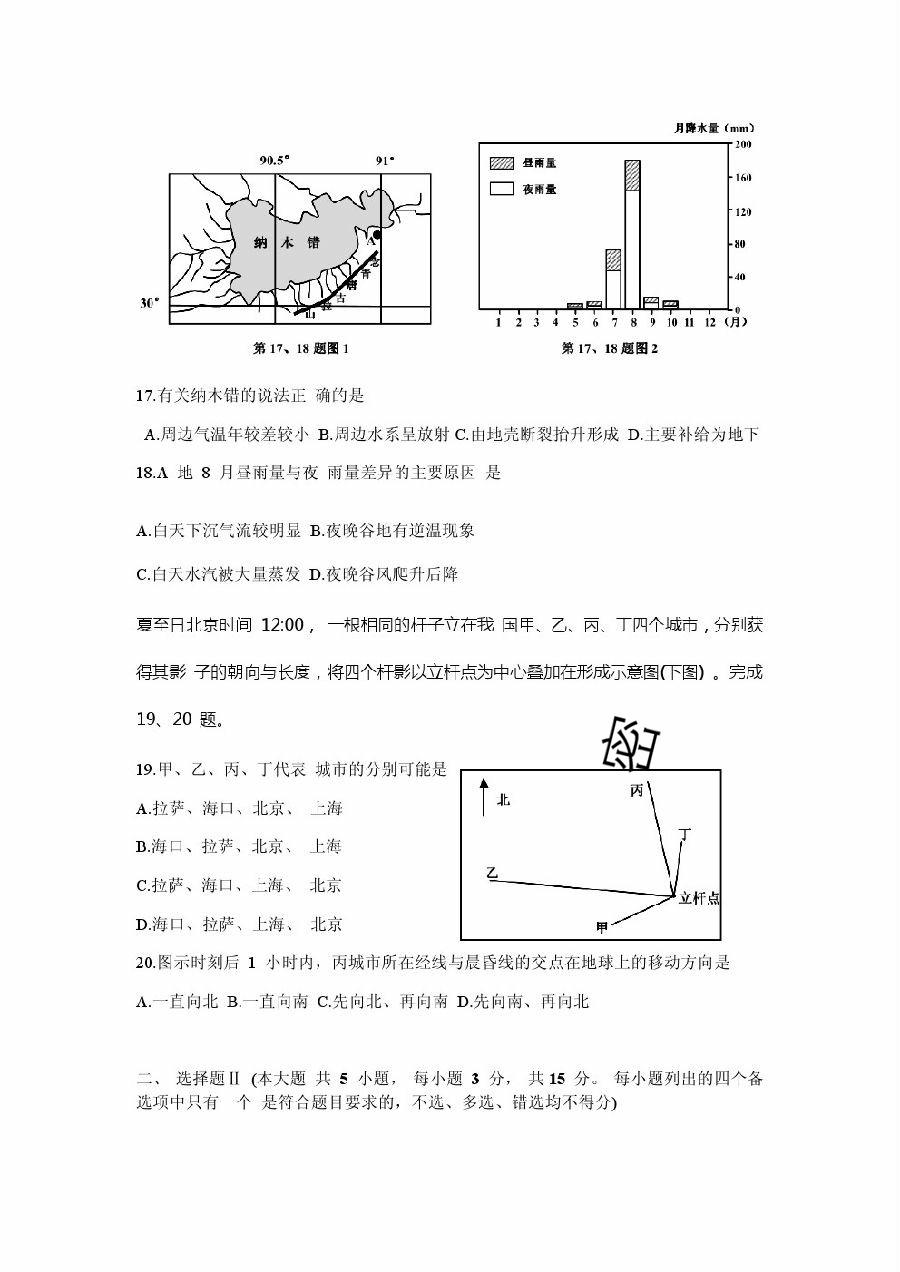 月降水量（mm）
90.5° 91°
200
昼雨量
160
夜雨量
120
纳 木 错
A
80
念
青
唐
40
古
30°
拉
山
0
1 2 3 4 5 6 7 8 9 10 11 12 (月)
第 17、18 题图 1 第 17、18 题图 2
17.有关纳木错的说法正 确的是
A.周边气温年较差较小 B.周边水系呈放射 C.由地壳断裂抬升形成 D.主要补给为地下
18.A 地 8 月昼雨量与夜 雨量差异的主要原因 是
A.白天下沉气流较明显 B.夜晚谷地有逆温现象
C.白天水汽被大量蒸发 D.夜晚谷风爬升后降
夏至日北京时间 12:00， 一根相同的杆子立在我 国甲、乙、丙、丁四个城市，分别获
得其影 子的朝向与长度，将四个杆影以立杆点为中心叠加在形成示意图(下图) 。完成
19、20 题。
19.甲、乙、丙、丁代表 城市的分别可能是
A.拉萨、海口、北京、 上海
B.海口、拉萨、北京、 上海
C.拉萨、海口、上海、 北京
D.海口、拉萨、上海、 北京
北
丙
丁
乙
立杆点
甲
20.图示时刻后 1 小时内，丙城市所在经线与晨昏线的交点在地球上的移动方向是
A.一直向北 B.一直向南 C.先向北、再向南 D.先向南、再向北
二、 选择题Ⅱ (本大题 共 5 小题， 每小题 3 分， 共 15 分。 每小题列出的四个备
选项中只有 一个 是符合题目要求的，不选、多选、错选均不得分)